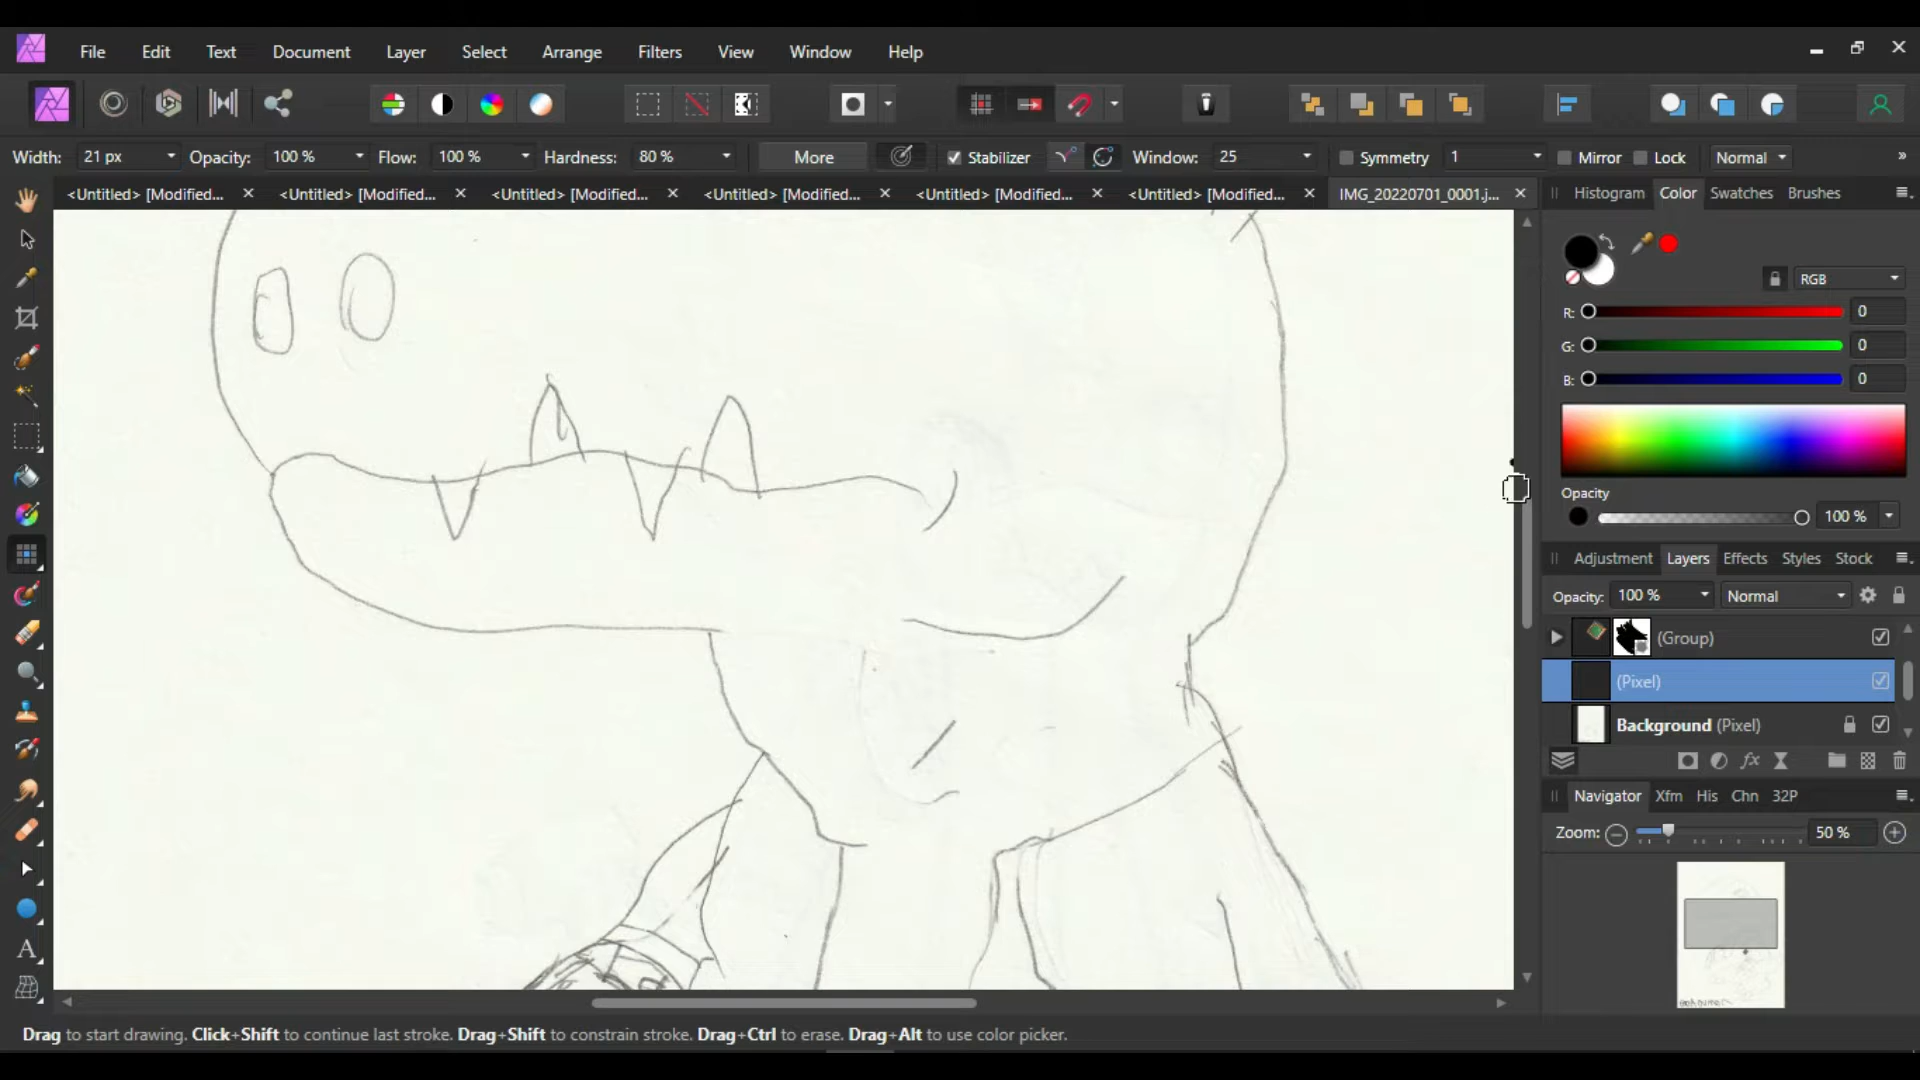 File Edit Text Document Layer Select Arrange Filters View Window Help
Width: 21 px Opacity: 100 % Flow: 100 % Hardness: 80 % More Stabilizer Window: 25 Symmetry 1 Mirror Lock Normal »
<Untitled> [Modified... <Untitled> [Modified... <Untitled> [Modified... <Untitled> [Modified... <Untitled> [Modified... <Untitled> [Modified... IMG_20220701_0001.j...
Histogram Color Swatches Brushes
RGB
R: 0
G: 0
B: 0
Opacity
100 %
Adjustment Layers Effects Styles Stock
Opacity: 100 % Normal
(Group)
(Pixel)
Background (Pixel)
Navigator Xfm His Chn 32P
Zoom: 50 %
Drag to start drawing. Click+Shift to continue last stroke. Drag+Shift to constrain stroke. Drag+Ctrl to erase. Drag+Alt to use color picker.